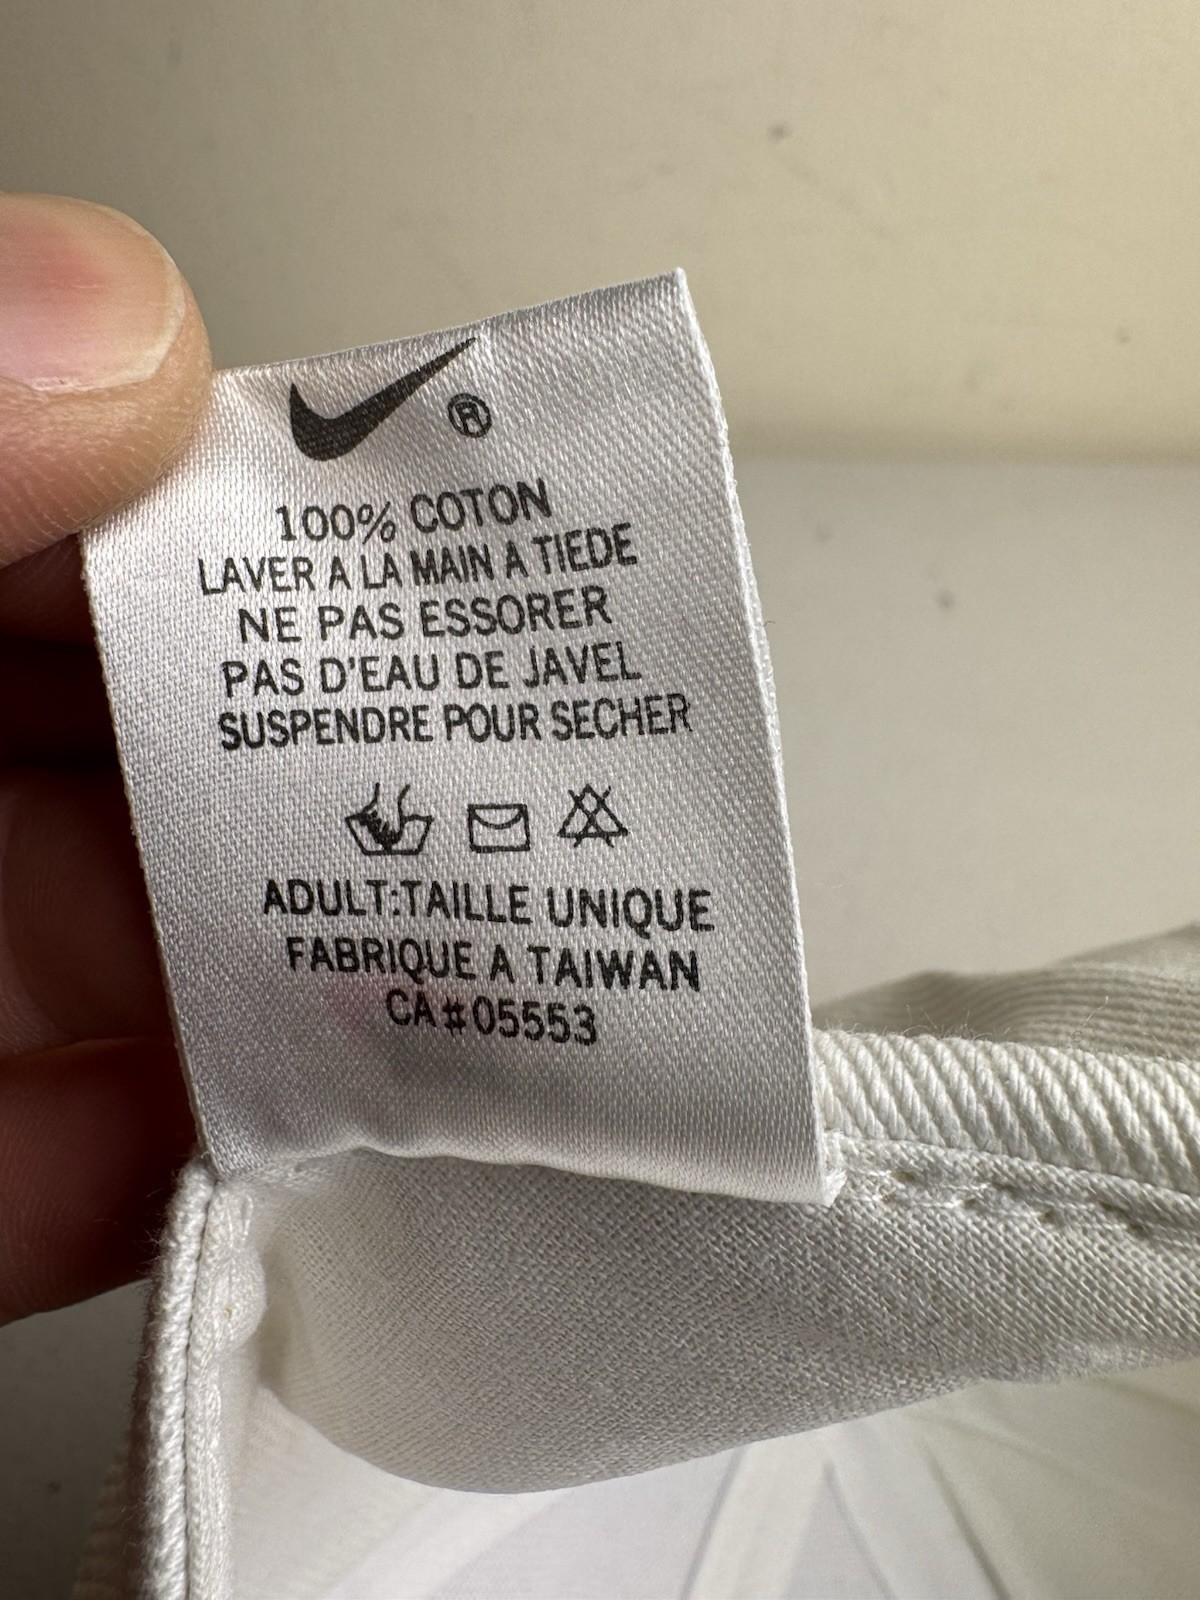 ®
100% COTON
LAVER A LA MAIN A TIEDE
NE PAS ESSORER
PAS D'EAU DE JAVEL
SUSPENDRE POUR SECHER
ADULT:TAILLE UNIQUE
FABRIQUE A TAIWAN
CA#05553